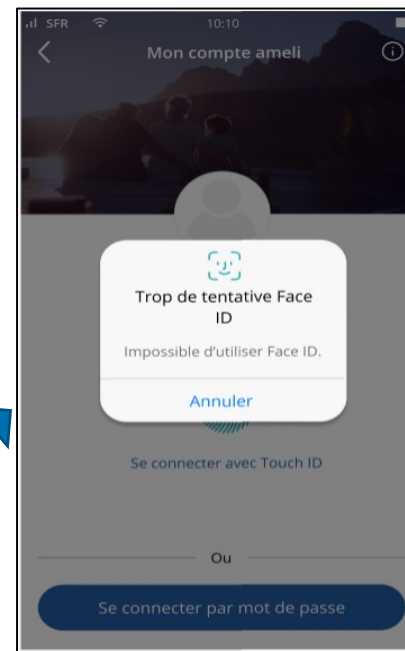 SFR 10:10
Mon compte ameli
Trop de tentative Face
ID
Impossible d'utiliser Face ID.
Annuler
Se connecter avec Touch ID
Ou
Se connecter par mot de passe